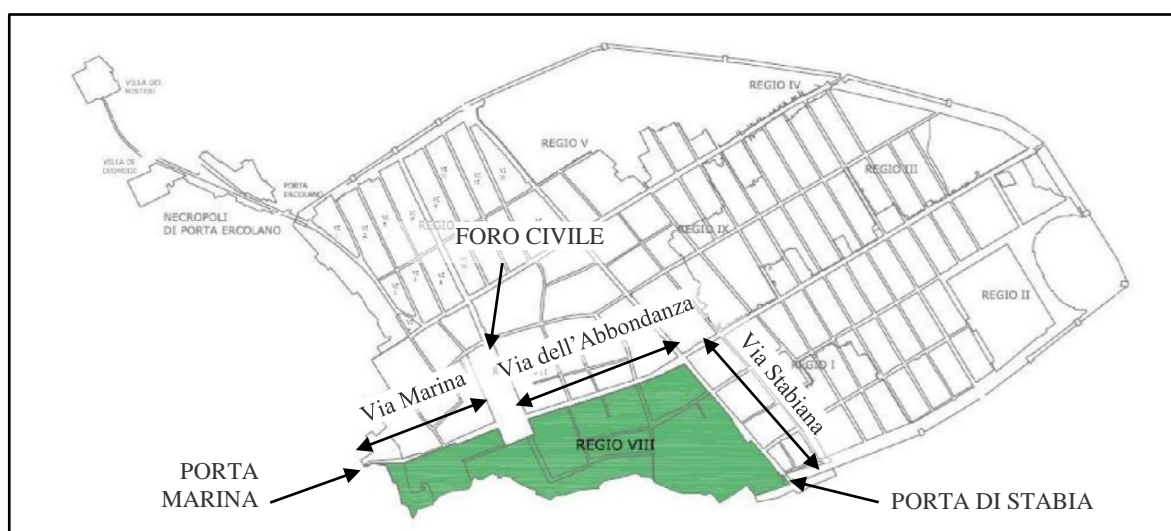 VILLA DEI
MISTERI
VILLA DI
DIOMEDE
PORTA
ERCOLANO
NECROPOLI
DI PORTA ERCOLANO
REGIO IV
REGIO V
REGIO III
REGIO
FORO CIVILE
REGIO IX
REGIO II
Via dell’Abbondanza
Via Marina
Via Stabiana
REGIO I
REGIO VIII
PORTA
MARINA
PORTA DI STABIA